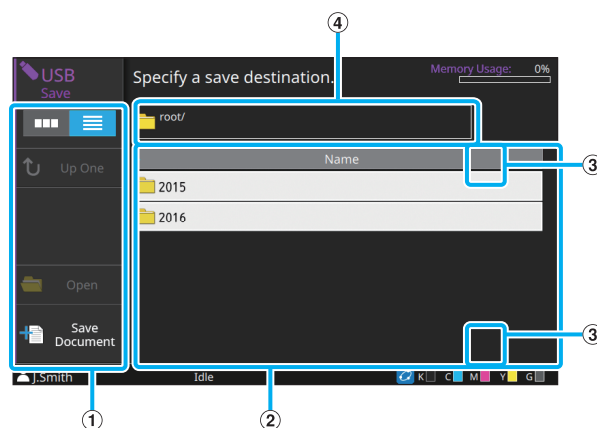 ④
USB
Save
Specify a save destination.
Memory Usage: 0%
root/
Name
③
Up One
2015
2016
Open
Save
Document
③
J.Smith
Idle
K C M Y G
①
②